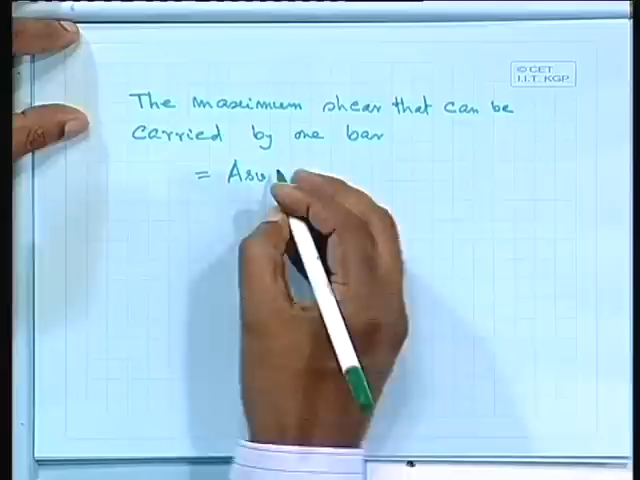 © CET
I.I.T. KGP
The maximum shear that can be
carried by one bar
= Asv